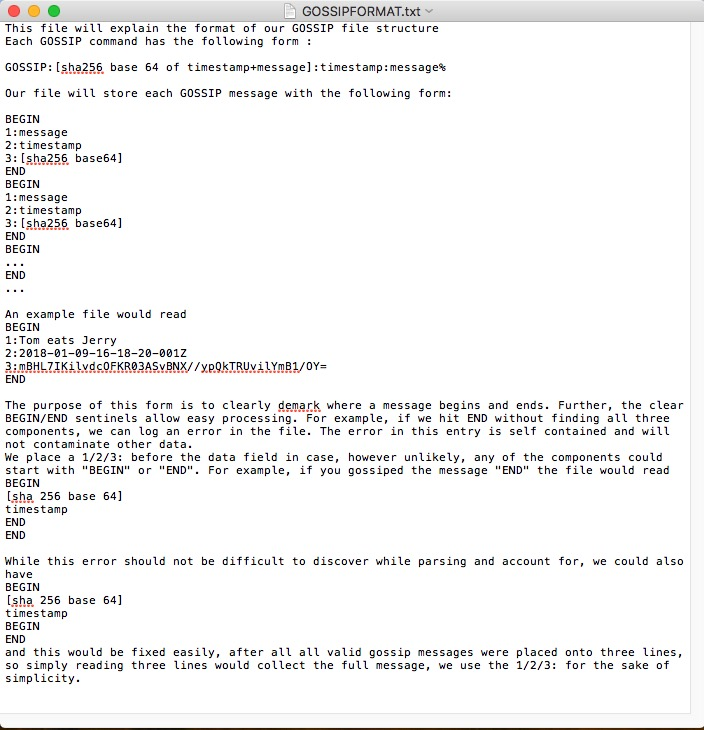 GOSSIPFORMAT.txt
This file will explain the format of our GOSSIP file structure
Each GOSSIP command has the following form :
GOSSIP:[sha256 base 64 of timestamp+message]:timestamp:message%
Our file will store each GOSSIP message with the following form:
BEGIN
1:message
2:timestamp
3:[sha256 base64]
END
BEGIN
1:message
2:timestamp
3:[sha256 base64]
END
BEGIN
...
END
...
An example file would read
BEGIN
1:Tom eats Jerry
2:2018-01-09-16-18-20-001Z
3:mBHL7IKilvdcOFKR03ASvBNX//ypQkTRUvilYmB1/OY=
END
The purpose of this form is to clearly demark where a message begins and ends. Further, the clear
BEGIN/END sentinels allow easy processing. For example, if we hit END without finding all three
components, we can log an error in the file. The error in this entry is self contained and will
not contaminate other data.
We place a 1/2/3: before the data field in case, however unlikely, any of the components could
start with "BEGIN" or "END". For example, if you gossiped the message "END" the file would read
BEGIN
[sha 256 base 64]
timestamp
END
END
While this error should not be difficult to discover while parsing and account for, we could also
have
BEGIN
[sha 256 base 64]
timestamp
BEGIN
END
and this would be fixed easily, after all all valid gossip messages were placed onto three lines,
so simply reading three lines would collect the full message, we use the 1/2/3: for the sake of
simplicity.